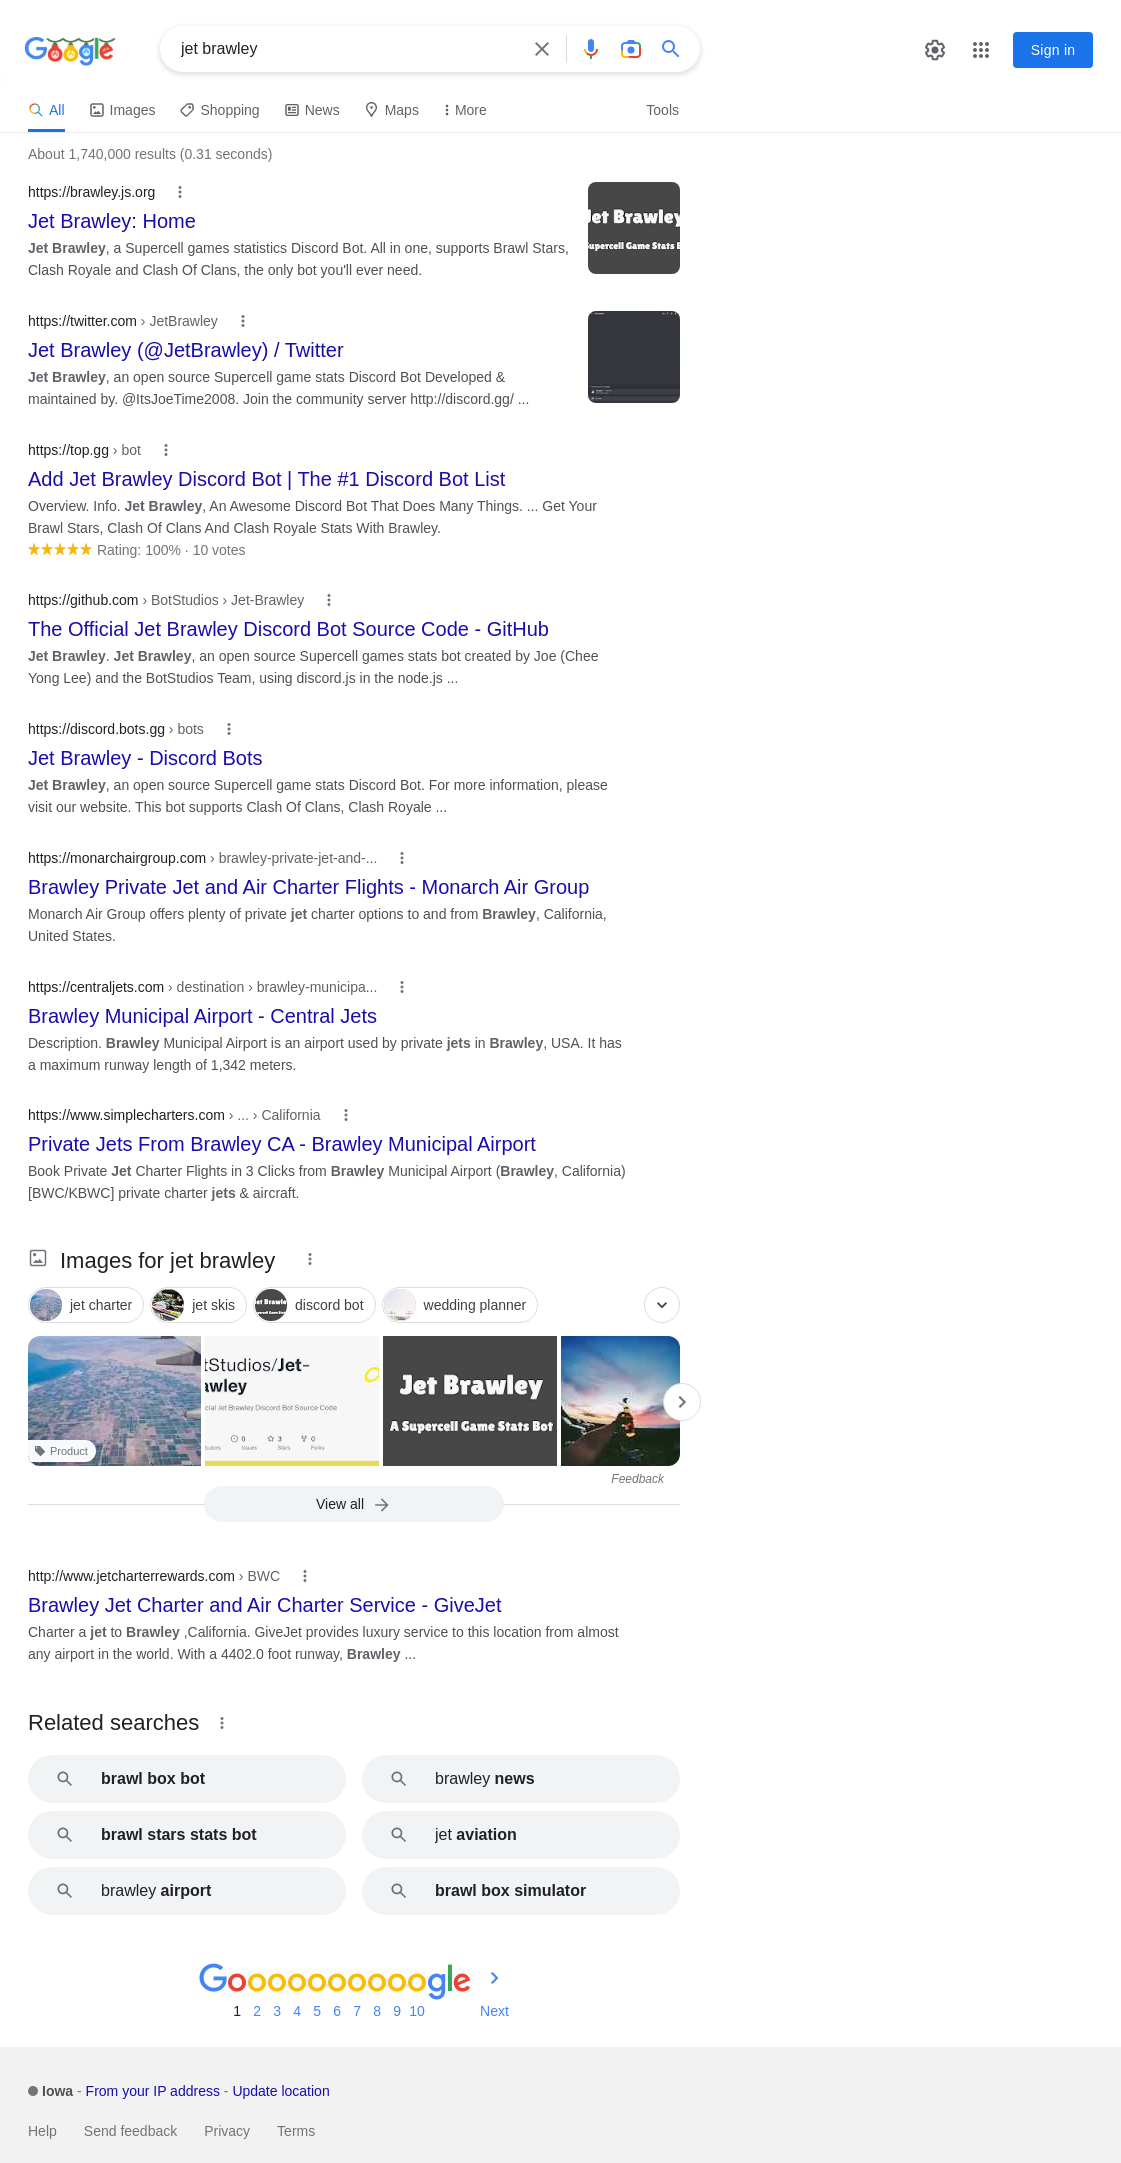 Google
jet brawley
Sign in
All
Images
Shopping
News
Maps
More
Tools
About 1,740,000 results (0.31 seconds)
https://brawley.js.org
Jet Brawley: Home
Jet Brawley, a Supercell games statistics Discord Bot. All in one, supports Brawl Stars,
Clash Royale and Clash Of Clans, the only bot you'll ever need.
Jet Brawley
Supercell Game Stats B
https://twitter.com › JetBrawley
Jet Brawley (@JetBrawley) / Twitter
Jet Brawley, an open source Supercell game stats Discord Bot Developed &
maintained by. @ItsJoeTime2008. Join the community server http://discord.gg/ ...
https://top.gg › bot
Add Jet Brawley Discord Bot | The #1 Discord Bot List
Overview. Info. Jet Brawley, An Awesome Discord Bot That Does Many Things. ... Get Your
Brawl Stars, Clash Of Clans And Clash Royale Stats With Brawley.
Rating: 100% · 10 votes
https://github.com › BotStudios › Jet-Brawley
The Official Jet Brawley Discord Bot Source Code - GitHub
Jet Brawley. Jet Brawley, an open source Supercell games stats bot created by Joe (Chee
Yong Lee) and the BotStudios Team, using discord.js in the node.js ...
https://discord.bots.gg › bots
Jet Brawley - Discord Bots
Jet Brawley, an open source Supercell game stats Discord Bot. For more information, please
visit our website. This bot supports Clash Of Clans, Clash Royale ...
https://monarchairgroup.com › brawley-private-jet-and-...
Brawley Private Jet and Air Charter Flights - Monarch Air Group
Monarch Air Group offers plenty of private jet charter options to and from Brawley, California,
United States.
https://centraljets.com › destination › brawley-municipa...
Brawley Municipal Airport - Central Jets
Description. Brawley Municipal Airport is an airport used by private jets in Brawley, USA. It has
a maximum runway length of 1,342 meters.
https://www.simplecharters.com › ... › California
Private Jets From Brawley CA - Brawley Municipal Airport
Book Private Jet Charter Flights in 3 Clicks from Brawley Municipal Airport (Brawley, California)
[BWC/KBWC] private charter jets & aircraft.
Images for jet brawley
jet charter
jet skis
discord bot
wedding planner
Product
tStudios/Jet-
awley
cial Jet Brawley Discord Bot Source Code
0
3
0
Issues
Stars
Forks
Jet Brawley
A Supercell Game Stats Bot
Feedback
View all
http://www.jetcharterrewards.com › BWC
Brawley Jet Charter and Air Charter Service - GiveJet
Charter a jet to Brawley ,California. GiveJet provides luxury service to this location from almost
any airport in the world. With a 4402.0 foot runway, Brawley ...
Related searches
brawl box bot
brawley news
brawl stars stats bot
jet aviation
brawley airport
brawl box simulator
Goooooooooogle
1 2 3 4 5 6 7 8 9 10 Next
Iowa - From your IP address - Update location
Help
Send feedback
Privacy
Terms